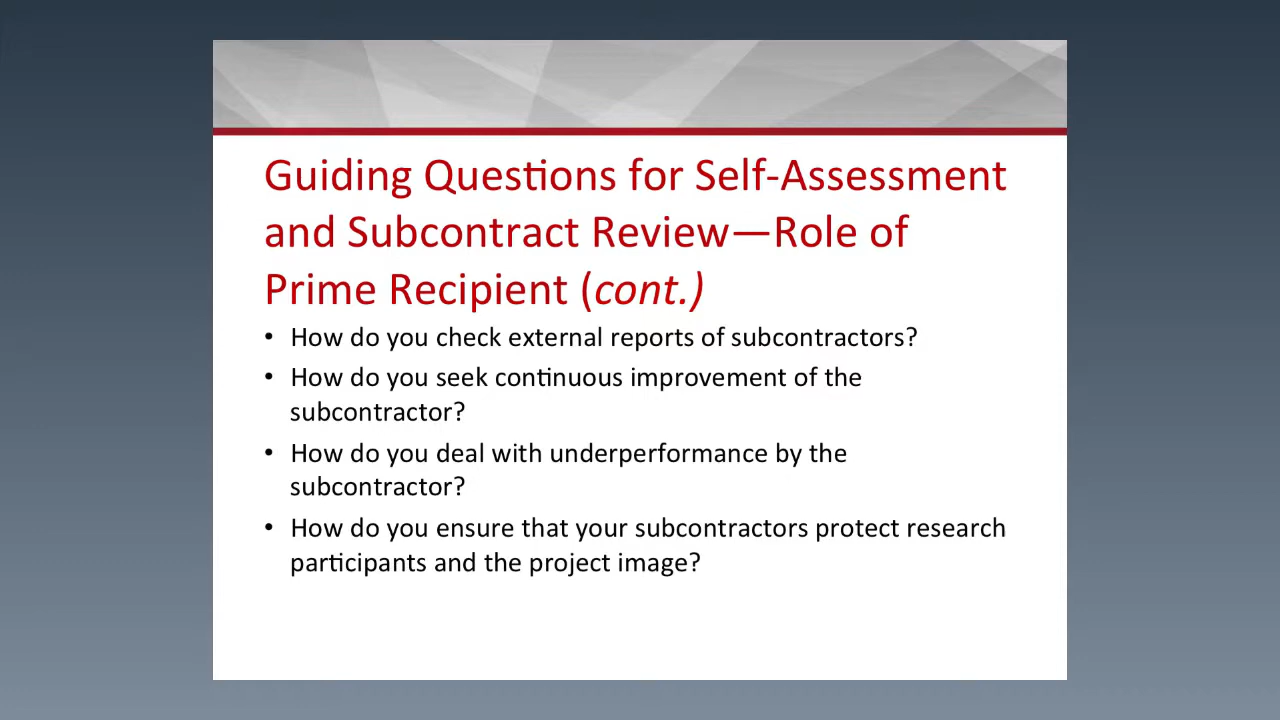 Guiding Questions for Self-Assessment
and Subcontract Review—Role of
Prime Recipient (cont.)
• How do you check external reports of subcontractors?
• How do you seek continuous improvement of the
subcontractor?
• How do you deal with underperformance by the
subcontractor?
• How do you ensure that your subcontractors protect research
participants and the project image?